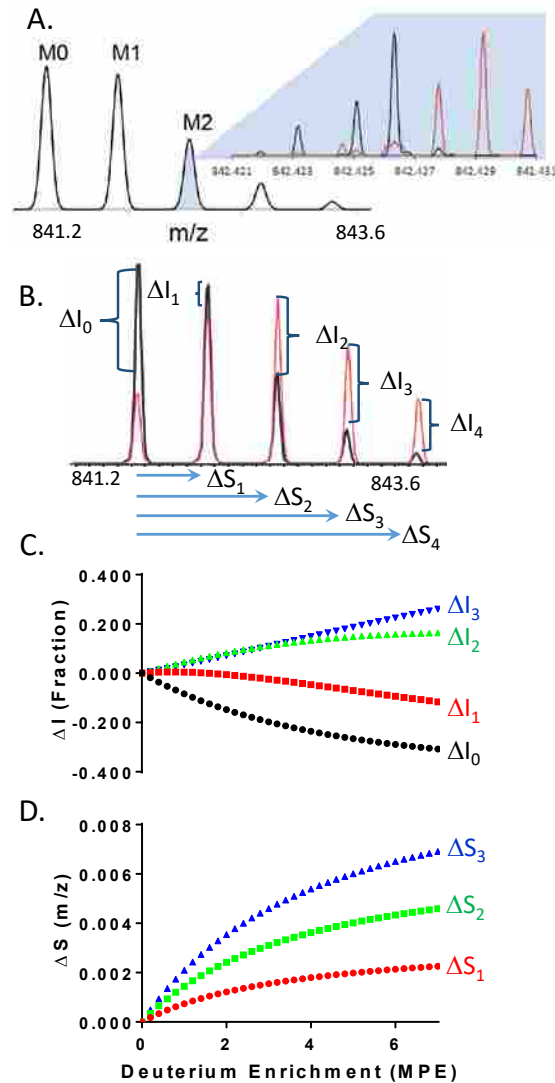 A.
M0
M1
M2
842.421
842.423
842.425
842.427
842.429
842.431
841.2
m/z
843.6
B.
ΔI0
ΔI1
ΔI2
ΔI3
ΔI4
841.2
843.6
ΔS1
ΔS2
ΔS3
ΔS4
C.
ΔI (Fraction)
0.400
0.200
0.000
-0.200
-0.400
ΔI3
ΔI2
ΔI1
ΔI0
D.
ΔS (m/z)
0.008
0.006
0.004
0.002
0.000
ΔS3
ΔS2
ΔS1
0
2
4
6
Deuterium Enrichment (MPE)